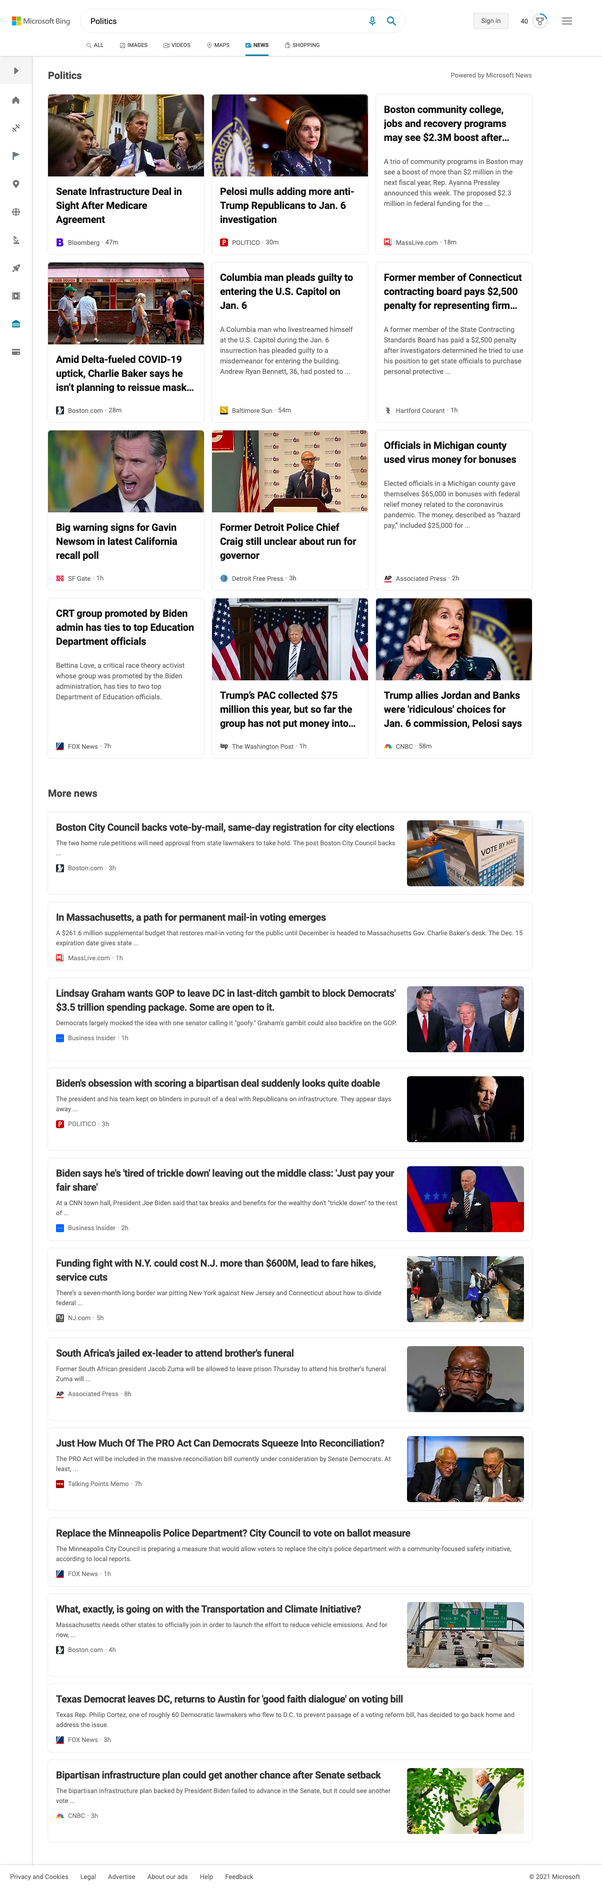 Microsoft Bing
Politics
Sign in
40
ALL
IMAGES
VIDEOS
MAPS
NEWS
SHOPPING
Politics
Powered by Microsoft News
Senate Infrastructure Deal in
Sight After Medicare
Agreement
Bloomberg · 47m
Pelosi mulls adding more anti-
Trump Republicans to Jan. 6
investigation
POLITICO · 30m
Boston community college,
jobs and recovery programs
may see $2.3M boost after...
A trio of community programs in Boston may
see a boost of more than $2 million in the
next fiscal year, Rep. Ayanna Pressley
announced this week. The proposed $2.3
million in federal funding for the ...
MassLive.com · 18m
Amid Delta-fueled COVID-19
uptick, Charlie Baker says he
isn't planning to reissue mask...
Boston.com · 28m
Columbia man pleads guilty to
entering the U.S. Capitol on
Jan. 6
A Columbia man who livestreamed himself
at the U.S. Capitol during the Jan. 6
insurrection has pleaded guilty to a
misdemeanor for entering the building.
Andrew Ryan Bennett, 36, had posted to ...
Baltimore Sun · 54m
Former member of Connecticut
contracting board pays $2,500
penalty for representing firm...
A former member of the State Contracting
Standards Board has paid a $2,500 penalty
after investigators determined he tried to use
his position to get state officials to purchase
personal protective ...
Hartford Courant · 1h
Big warning signs for Gavin
Newsom in latest California
recall poll
SF Gate · 1h
Former Detroit Police Chief
Craig still unclear about run for
governor
Detroit Free Press · 3h
Officials in Michigan county
used virus money for bonuses
Elected officials in a Michigan county gave
themselves $65,000 in bonuses with federal
relief money related to the coronavirus
pandemic. The money, described as "hazard
pay," included $25,000 for ...
AP Associated Press · 2h
CRT group promoted by Biden
admin has ties to top Education
Department officials
Bettina Love, a critical race theory activist
whose group was promoted by the Biden
administration, has ties to two top
Department of Education officials.
FOX News · 7h
Trump's PAC collected $75
million this year, but so far the
group has not put money into...
wp The Washington Post · 1h
Trump allies Jordan and Banks
were 'ridiculous' choices for
Jan. 6 commission, Pelosi says
CNBC · 58m
More news
Boston City Council backs vote-by-mail, same-day registration for city elections
The two home rule petitions will need approval from state lawmakers to take hold. The post Boston City Council backs
...
Boston.com · 3h
VOTE BY MAIL
In Massachusetts, a path for permanent mail-in voting emerges
A $261.6 million supplemental budget that restores mail-in voting for the public until December is headed to Massachusetts Gov. Charlie Baker's desk. The Dec. 15
expiration date gives state ...
MassLive.com · 1h
Lindsay Graham wants GOP to leave DC in last-ditch gambit to block Democrats'
$3.5 trillion spending package. Some are open to it.
Democrats largely mocked the idea with one senator calling it "goofy." Graham's gambit could also backfire on the GOP.
Business Insider · 1h
Biden's obsession with scoring a bipartisan deal suddenly looks quite doable
The president and his team kept on blinders in pursuit of a deal with Republicans on infrastructure. They appear days
away ...
POLITICO · 3h
Biden says he's 'tired of trickle down' leaving out the middle class: 'Just pay your
fair share'
At a CNN town hall, President Joe Biden said that tax breaks and benefits for the wealthy don't "trickle down" to the rest
of ...
Business Insider · 2h
Funding fight with N.Y. could cost N.J. more than $600M, lead to fare hikes,
service cuts
There's a seven-month long border war pitting New York against New Jersey and Connecticut about how to divide
federal ...
NJ.com · 5h
South Africa's jailed ex-leader to attend brother's funeral
Former South African president Jacob Zuma will be allowed to leave prison Thursday to attend his brother's funeral.
Zuma will ...
AP Associated Press · 8h
Just How Much Of The PRO Act Can Democrats Squeeze Into Reconciliation?
The PRO Act will be included in the massive reconciliation bill currently under consideration by Senate Democrats. At
least, ...
Talking Points Memo · 7h
Replace the Minneapolis Police Department? City Council to vote on ballot measure
The Minneapolis City Council is preparing a measure that would allow voters to replace the city's police department with a community-focused safety initiative,
according to local reports.
FOX News · 1h
What, exactly, is going on with the Transportation and Climate Initiative?
Massachusetts needs other states to officially join in order to launch the effort to reduce vehicle emissions. And for
now, ...
Boston.com · 4h
Texas Democrat leaves DC, returns to Austin for 'good faith dialogue' on voting bill
Texas Rep. Philip Cortez, one of roughly 60 Democratic lawmakers who flew to D.C. to prevent passage of a voting reform bill, has decided to go back home and
address the issue.
FOX News · 3h
Bipartisan infrastructure plan could get another chance after Senate setback
The bipartisan infrastructure plan backed by President Biden failed to advance in the Senate, but it could see another
vote ...
CNBC · 3h
Privacy and Cookies
Legal
Advertise
About our ads
Help
Feedback
© 2021 Microsoft